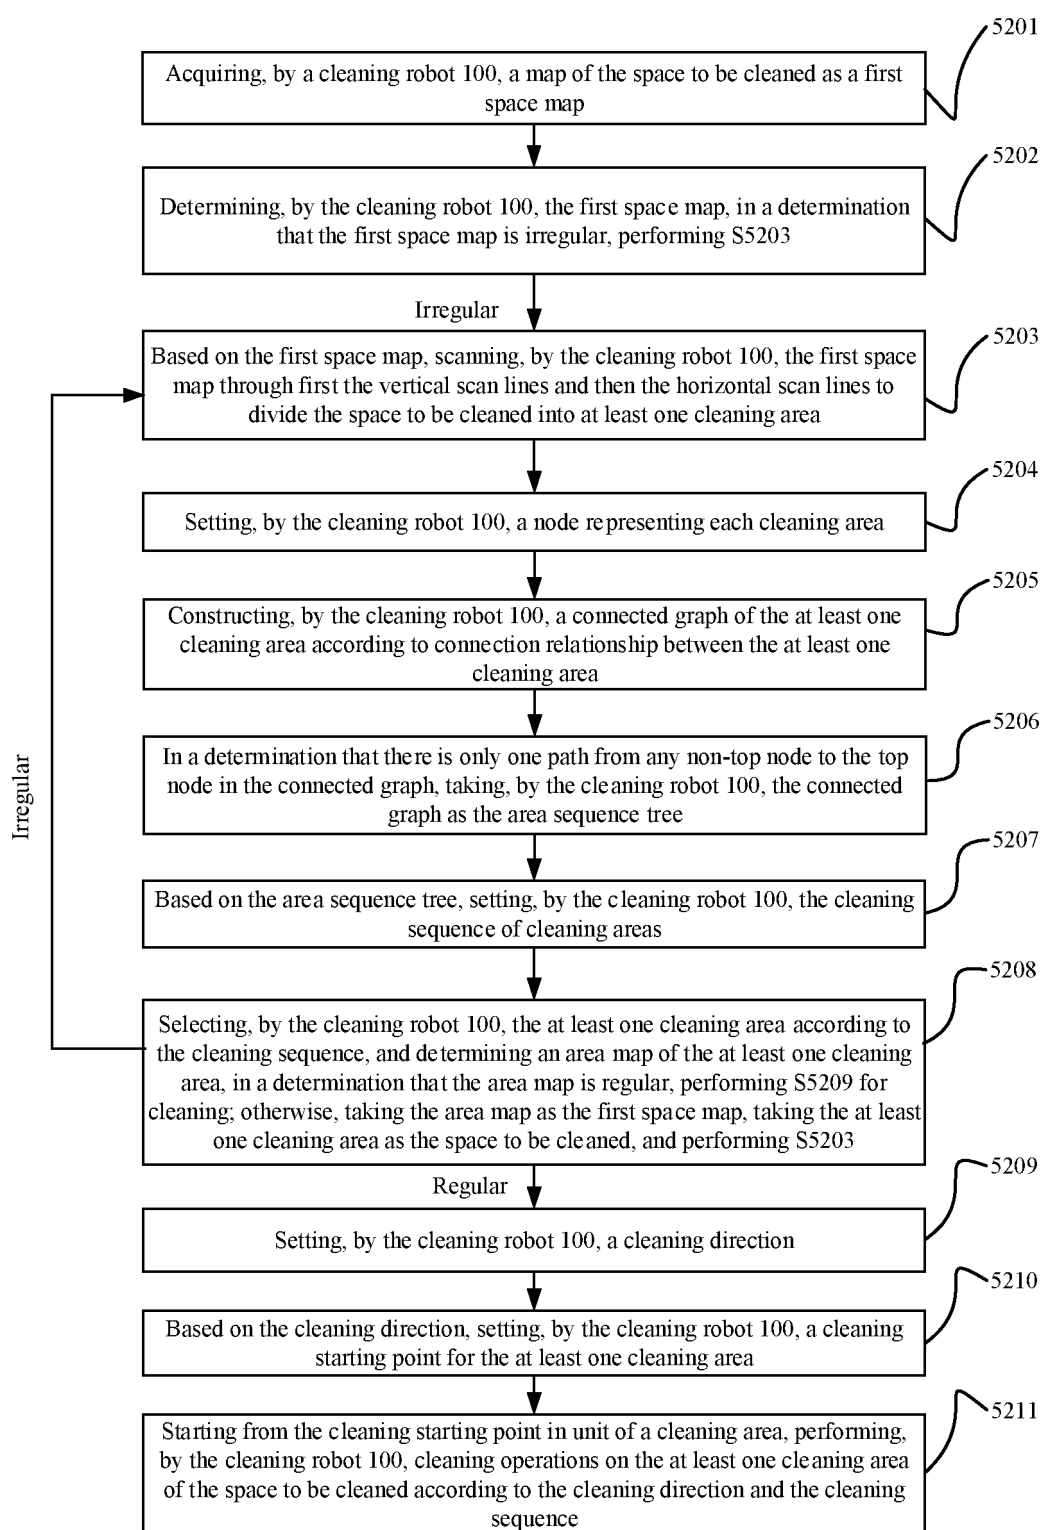 5201
Acquiring, by a cleaning robot 100, a map of the space to be cleaned as a first
space map
5202
Determining, by the cleaning robot 100, the first space map, in a determination
that the first space map is irregular, performing S5203
Irregular
5203
Based on the first space map, scanning, by the cleaning robot 100, the first space
map through first the vertical scan lines and then the horizontal scan lines to
divide the space to be cleaned into at least one cleaning area
5204
Setting, by the cleaning robot 100, a node representing each cleaning area
5205
Constructing, by the cleaning robot 100, a connected graph of the at least one
cleaning area according to connection relationship between the at least one
cleaning area
5206
In a determination that there is only one path from any non-top node to the top
node in the connected graph, taking, by the cleaning robot 100, the connected
graph as the area sequence tree
Irregular
5207
Based on the area sequence tree, setting, by the cleaning robot 100, the cleaning
sequence of cleaning areas
5208
Selecting, by the cleaning robot 100, the at least one cleaning area according to
the cleaning sequence, and determining an area map of the at least one cleaning
area, in a determination that the area map is regular, performing S5209 for
cleaning; otherwise, taking the area map as the first space map, taking the at least
one cleaning area as the space to be cleaned, and performing S5203
Regular
5209
Setting, by the cleaning robot 100, a cleaning direction
5210
Based on the cleaning direction, setting, by the cleaning robot 100, a cleaning
starting point for the at least one cleaning area
5211
Starting from the cleaning starting point in unit of a cleaning area, performing,
by the cleaning robot 100, cleaning operations on the at least one cleaning area
of the space to be cleaned according to the cleaning direction and the cleaning
sequence